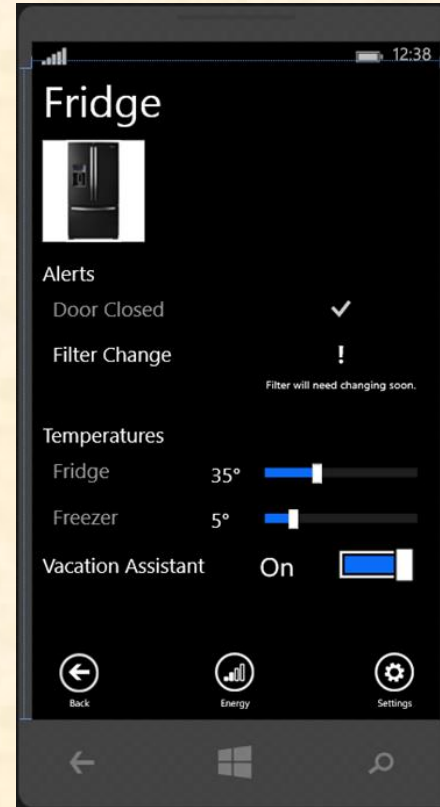 12:38
Fridge
Alerts
Door Closed
Filter Change !
Filter will need changing soon.
Temperatures
Fridge 35°
Freezer 5°
Vacation Assistant On
Back Energy Settings